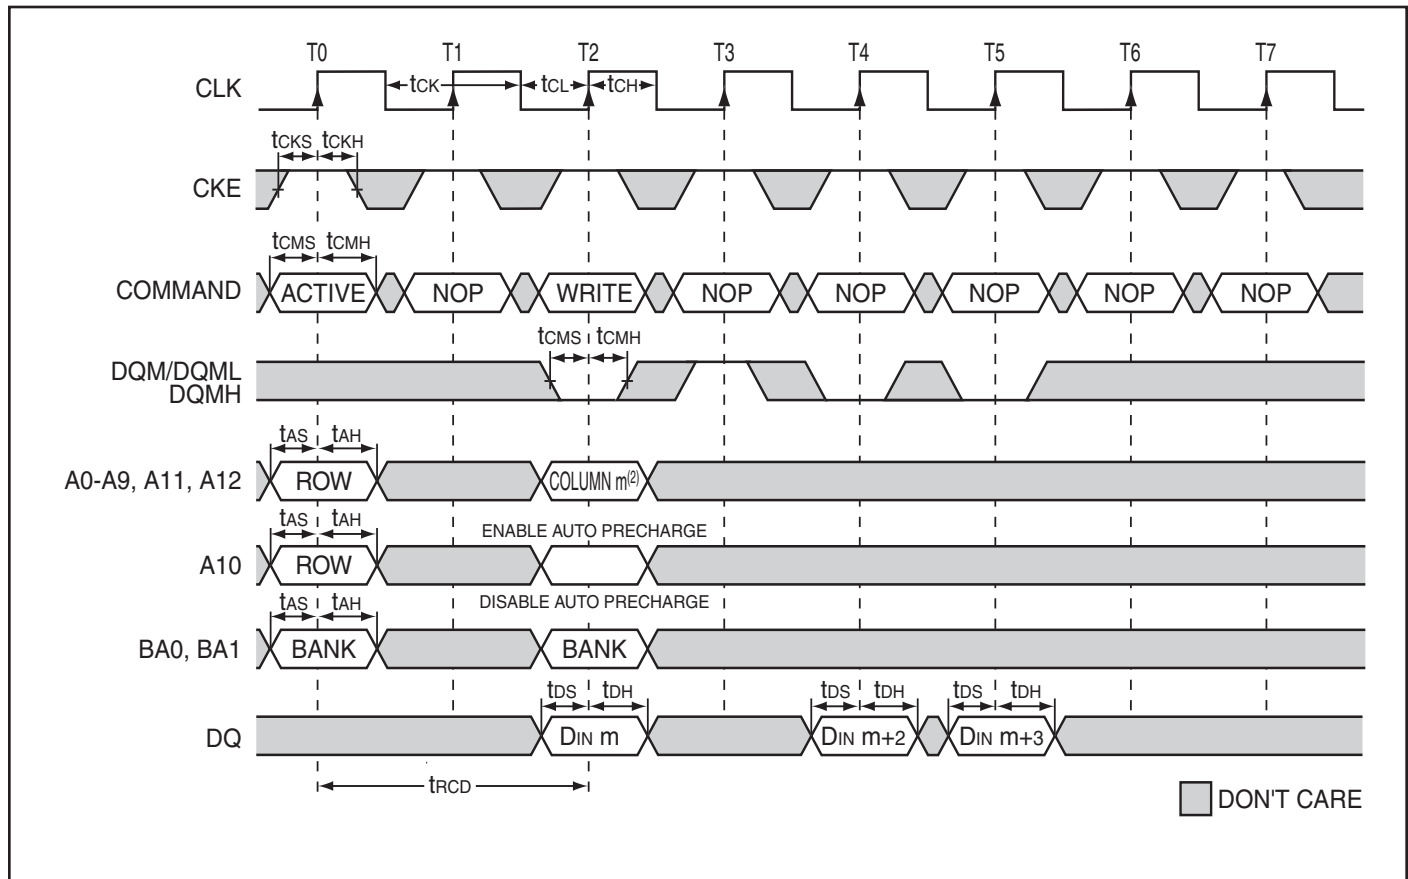 T0 T1 T2 T3 T4 T5 T6 T7
CLK tCK tCL tCH
tCKS tCKH
CKE
tCMS tCMH
COMMAND ACTIVE NOP WRITE NOP NOP NOP NOP NOP
tCMS tCMH
DQM/DQML
DQMH
tAS tAH
A0-A9, A11, A12 ROW COLUMN m(2)
tAS tAH ENABLE AUTO PRECHARGE
A10 ROW
tAS tAH DISABLE AUTO PRECHARGE
BA0, BA1 BANK BANK
tDS tDH tDS tDH tDS tDH
DQ DIN m DIN m+2 DIN m+3
tRCD
DON'T CARE